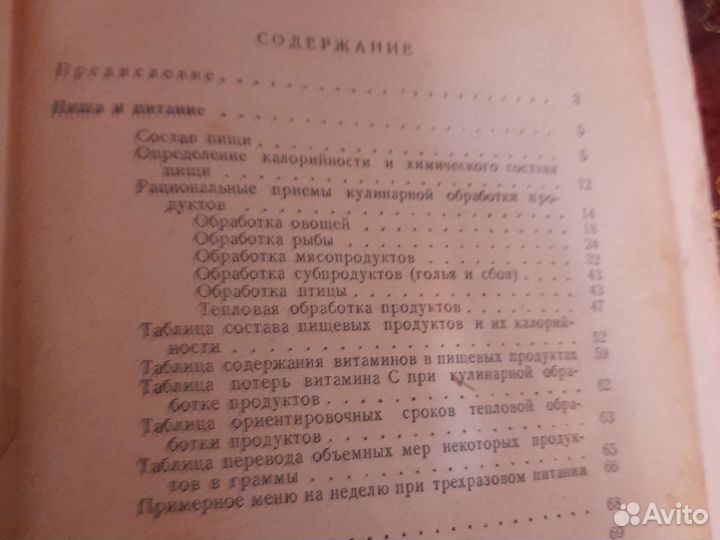 СОДЕРЖАНИЕ
Предисловие . . . . . . . . . . . . . . 3
Пища и питание . . . . . . . . . . . . . 5
Состав пищи . . . . . . . . . . . . . 5
Определение калорийности и химического состава
пищи . . . . . . . . . . . . . . . 12
Рациональные приемы кулинарной обработки про-
дуктов . . . . . . . . . . . . . . . 14
Обработка овощей . . . . . . . . . . 18
Обработка рыбы . . . . . . . . . . . 24
Обработка мясопродуктов . . . . . . . 32
Обработка субпродуктов (голья и сбоя) . . . . 43
Обработка птицы . . . . . . . . . . . 43
Тепловая обработка продуктов . . . . . . 47
Таблица состава пищевых продуктов и их калорий-
ности . . . . . . . . . . . . . . . 52
Таблица содержания витаминов в пищевых продуктах 59
Таблица потерь витамина С при кулинарной обра-
ботке продуктов . . . . . . . . . . . . 62
Таблица ориентировочных сроков тепловой обра-
ботки продуктов . . . . . . . . . . . . 63
Таблица перевода объемных мер некоторых продук-
тов в граммы . . . . . . . . . . . . . 65
Примерное меню на неделю при трехразовом питании 66
. . . . . . . . . . . . . . . . 68
69
Avito